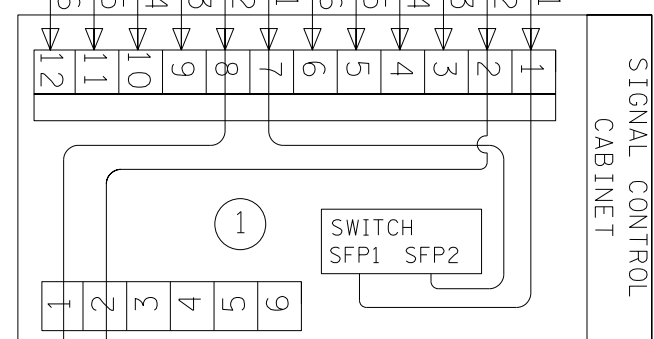 12 11 10 9 8 7 6 5 4 3 2 1
SIGNAL CONTROL
CABINET
1
SWITCH
SFP1 SFP2
1 2 3 4 5 6